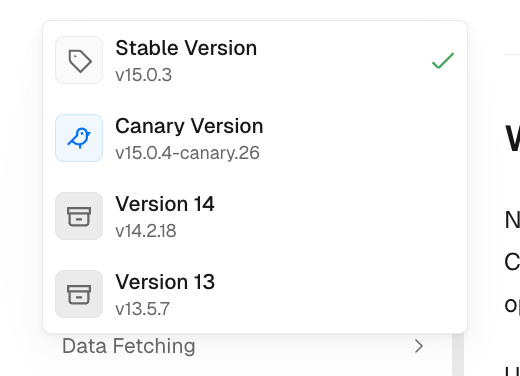 Stable Version
v15.0.3
Canary Version
v15.0.4-canary.26
Version 14
v14.2.18
Version 13
v13.5.7
Data Fetching